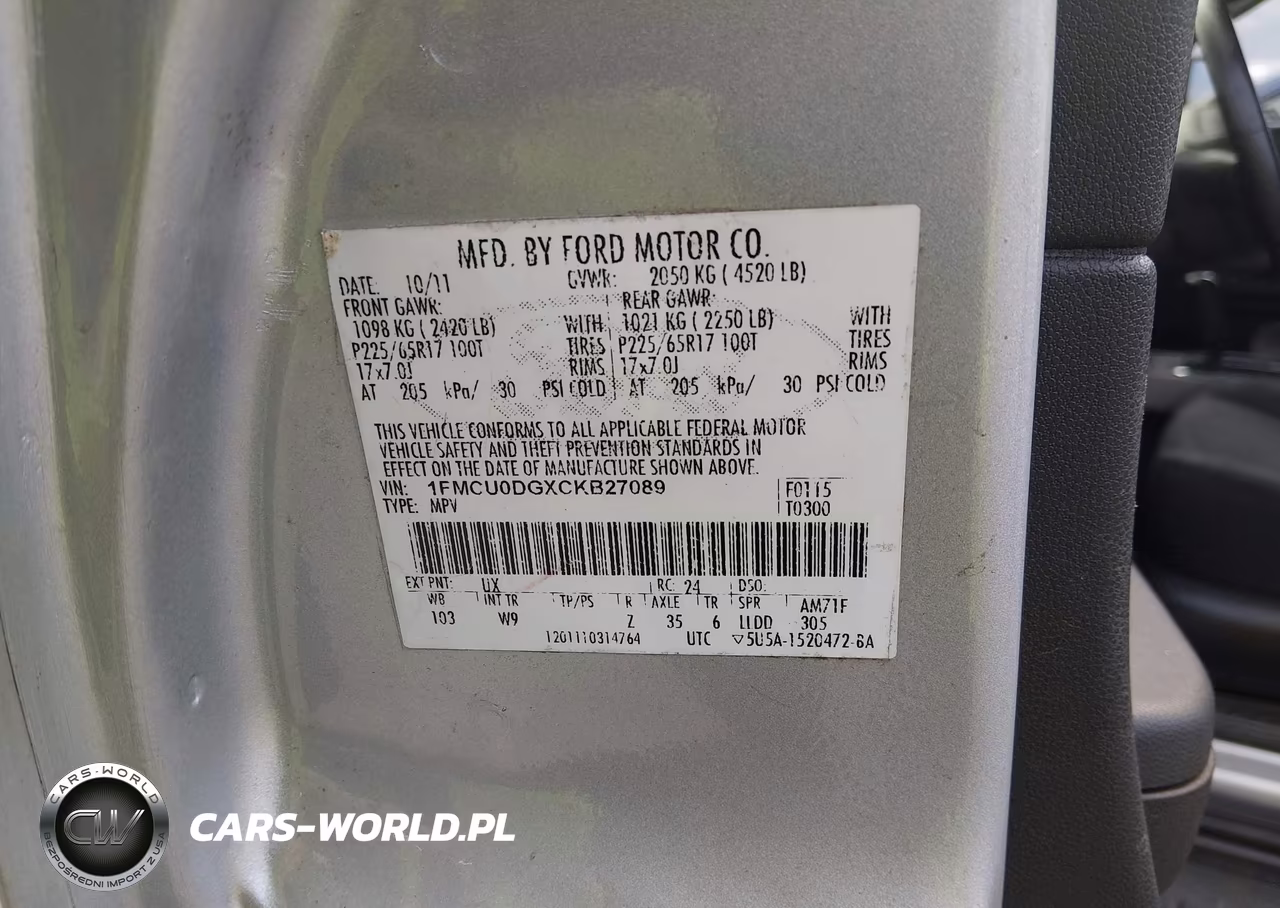 MFD. BY FORD MOTOR CO.
DATE: 10/11 GVWR: 2050 KG ( 4520 LB)
FRONT GAWR: REAR GAWR:
1098 KG ( 2420 LB) WITH 1021 KG ( 2250 LB) WITH
P225/65R17 100T TIRES P225/65R17 100T TIRES
17x7.0J RIMS 17x7.0J RIMS
AT 205 kPa/ 30 PSI COLD AT 205 kPa/ 30 PSI COLD
THIS VEHICLE CONFORMS TO ALL APPLICABLE FEDERAL MOTOR
VEHICLE SAFETY AND THEFT PREVENTION STANDARDS IN
EFFECT ON THE DATE OF MANUFACTURE SHOWN ABOVE.
VIN: 1FMCU0DGXCKB27089 F0115
TYPE: MPV T0300
EXT PNT: UX RC: 24 DSO:
WB INT TR TP/PS R AXLE TR SPR AM71F
103 W9 Z 35 6 LLDD 305
1201110314764 UTC ▽5U5A-1520472-BA
CARS-WORLD
CW
BEZPOŚREDNI IMPORT Z USA
CARS-WORLD.PL